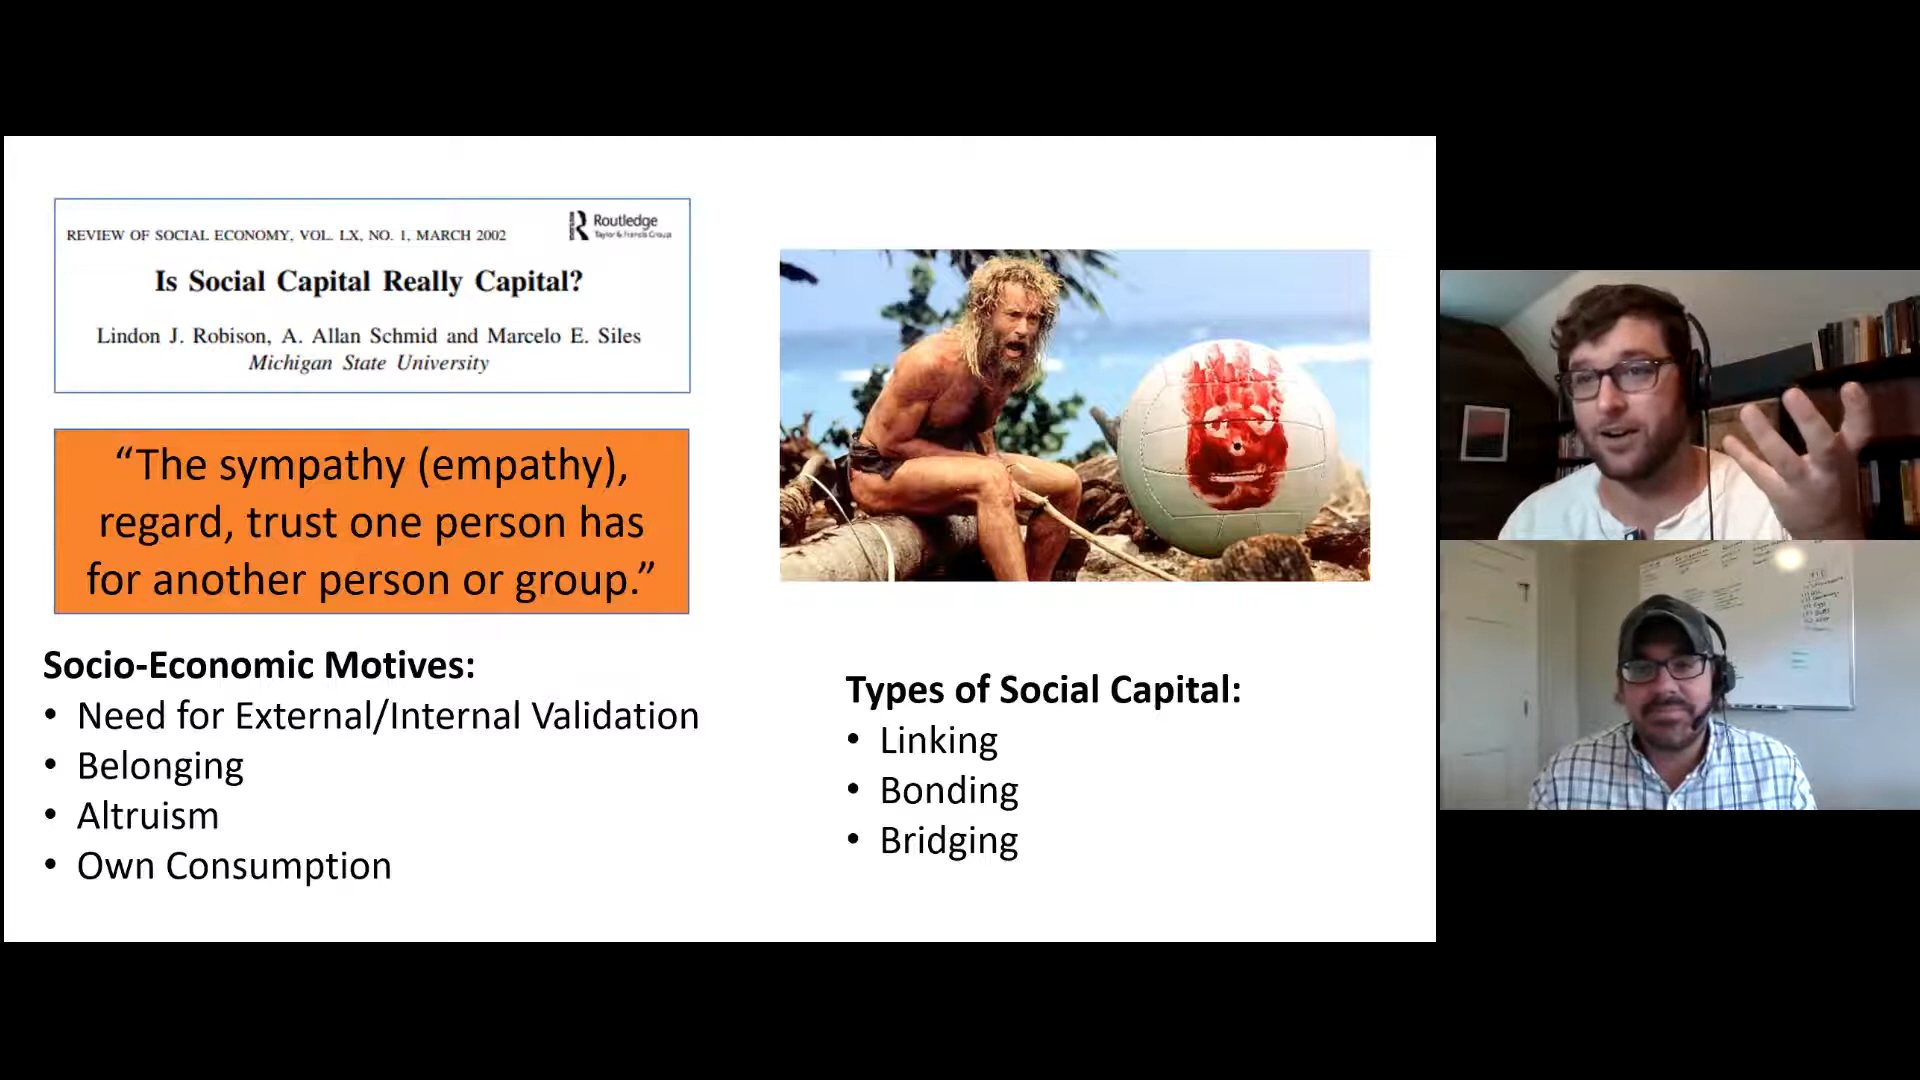 REVIEW OF SOCIAL ECONOMY, VOL. LX, NO. 1, MARCH 2002
Routledge
Taylor & Francis Group
Is Social Capital Really Capital?
Lindon J. Robison, A. Allan Schmid and Marcelo E. Siles
Michigan State University
“The sympathy (empathy),
regard, trust one person has
for another person or group.”
Socio-Economic Motives:
• Need for External/Internal Validation
• Belonging
• Altruism
• Own Consumption
Types of Social Capital:
• Linking
• Bonding
• Bridging